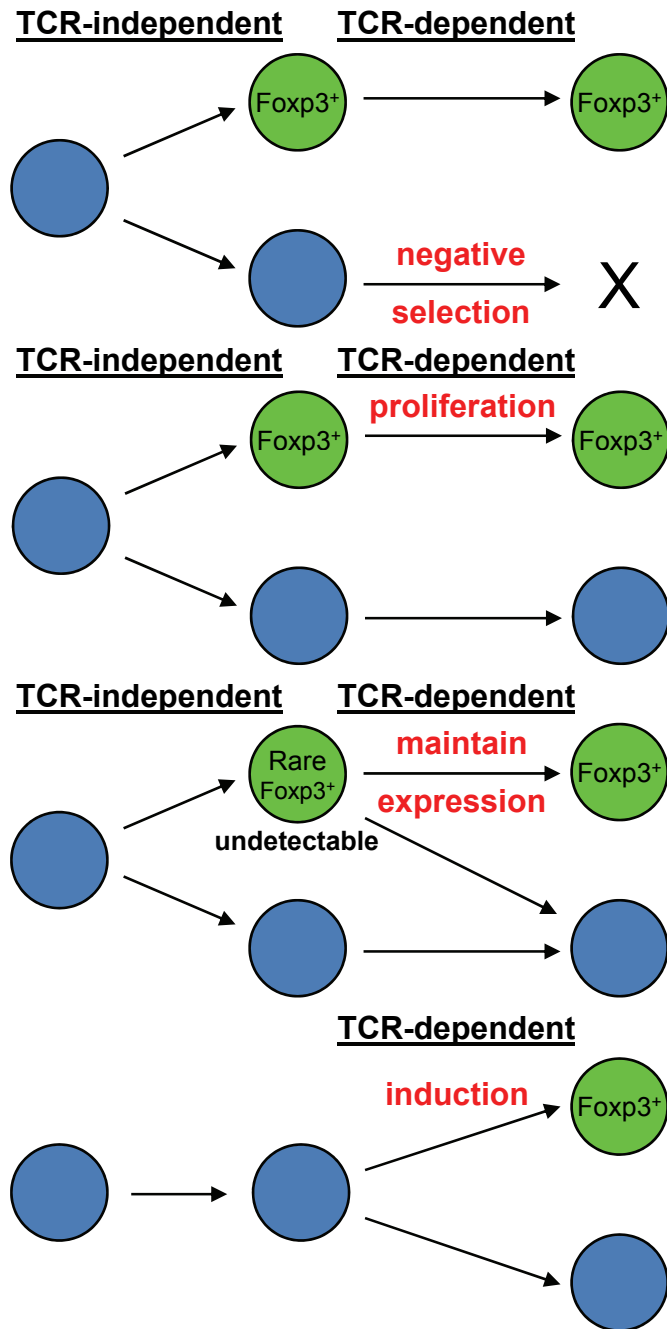 TCR-independent TCR-dependent
Foxp3⁺ Foxp3⁺
negative
selection X
TCR-independent TCR-dependent
proliferation
Foxp3⁺ Foxp3⁺
TCR-independent TCR-dependent
Rare maintain
Foxp3⁺ expression Foxp3⁺
undetectable
TCR-dependent
induction Foxp3⁺